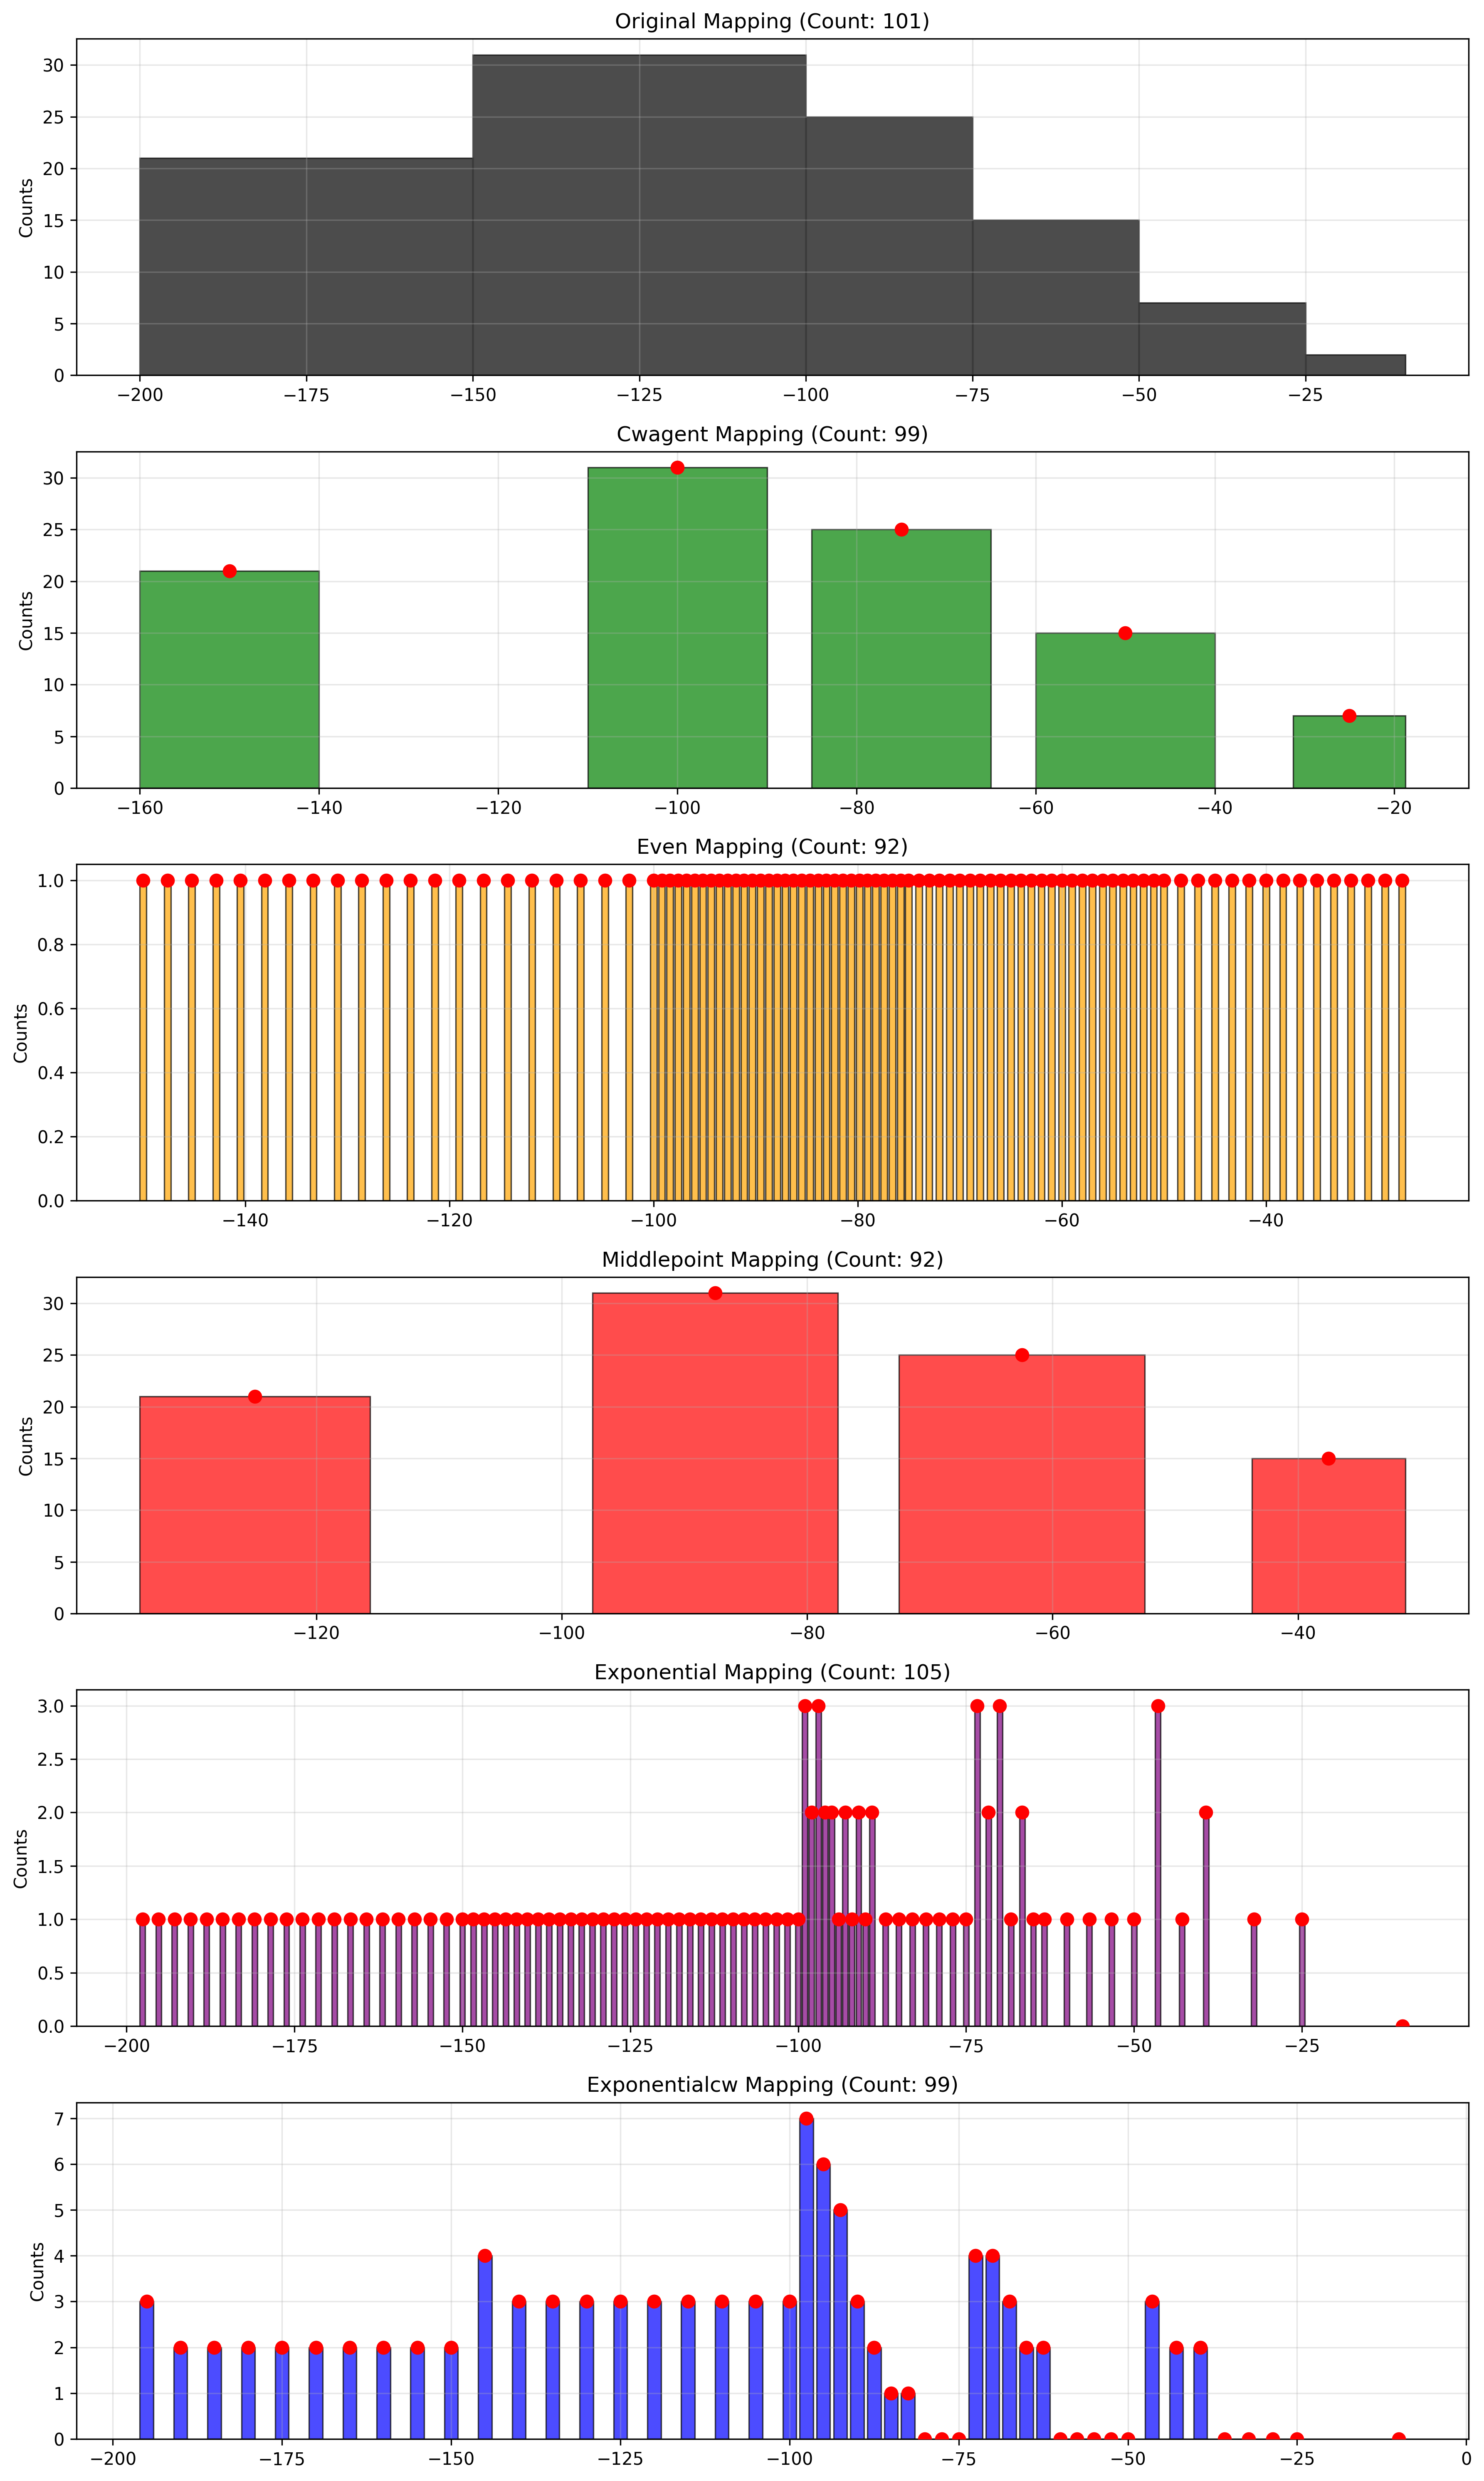 Original Mapping (Count: 101)
Counts
30
25
20
15
10
5
0
−200 −175 −150 −125 −100 −75 −50 −25
Cwagent Mapping (Count: 99)
Counts
30
25
20
15
10
5
0
−160 −140 −120 −100 −80 −60 −40 −20
Even Mapping (Count: 92)
Counts
1.0
0.8
0.6
0.4
0.2
0.0
−140 −120 −100 −80 −60 −40
Middlepoint Mapping (Count: 92)
Counts
30
25
20
15
10
5
0
−120 −100 −80 −60 −40
Exponential Mapping (Count: 105)
Counts
3.0
2.5
2.0
1.5
1.0
0.5
0.0
−200 −175 −150 −125 −100 −75 −50 −25
Exponentialcw Mapping (Count: 99)
Counts
7
6
5
4
3
2
1
0
−200 −175 −150 −125 −100 −75 −50 −25 0